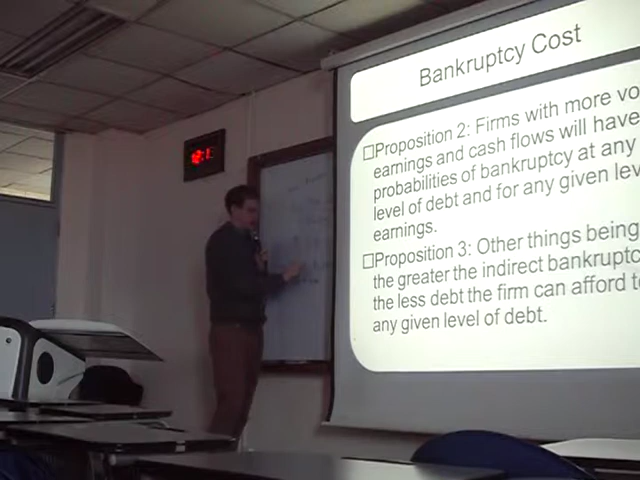 Bankruptcy Cost
□Proposition 2: Firms with more vo
earnings and cash flows will have
probabilities of bankruptcy at any
level of debt and for any given lev
earnings.
□Proposition 3: Other things being
the greater the indirect bankruptc
the less debt the firm can afford t
any given level of debt.